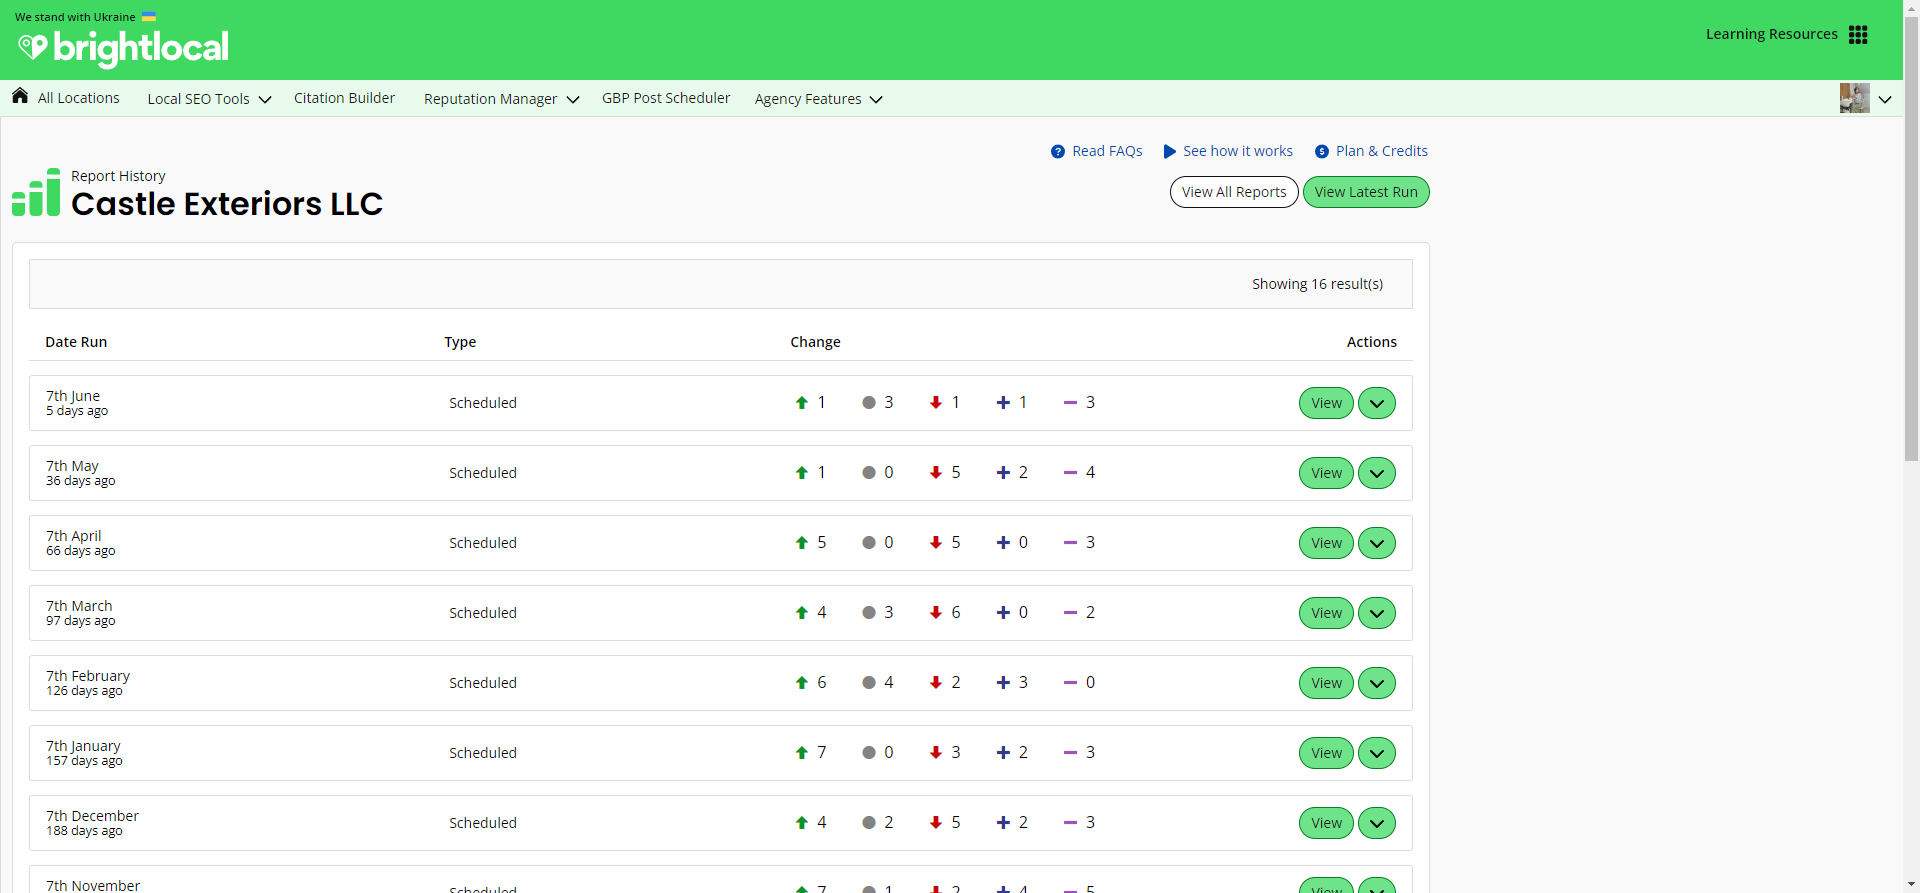 We stand with Ukraine
brightlocal
Learning Resources
All Locations Local SEO Tools Citation Builder Reputation Manager GBP Post Scheduler Agency Features
Read FAQs See how it works Plan & Credits
Report History
Castle Exteriors LLC
View All Reports View Latest Run
Showing 16 result(s)
Date Run Type Change Actions
7th June
5 days ago
Scheduled 1 3 1 1 3 View
7th May
36 days ago
Scheduled 1 0 5 2 4 View
7th April
66 days ago
Scheduled 5 0 5 0 3 View
7th March
97 days ago
Scheduled 4 3 6 0 2 View
7th February
126 days ago
Scheduled 6 4 2 3 0 View
7th January
157 days ago
Scheduled 7 0 3 2 3 View
7th December
188 days ago
Scheduled 4 2 5 2 3 View
7th November
Scheduled 7 1 2 4 5 View